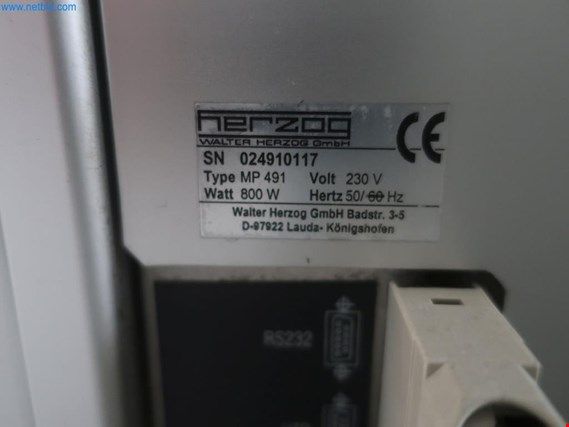 www.netbid.com
herzog
WALTER HERZOG GmbH
CE
SN 024910117
Type MP 491 Volt 230 V
Watt 800 W Hertz 50/60 Hz
Walter Herzog GmbH Badstr. 3-5
D-97922 Lauda- Königshofen
RS232